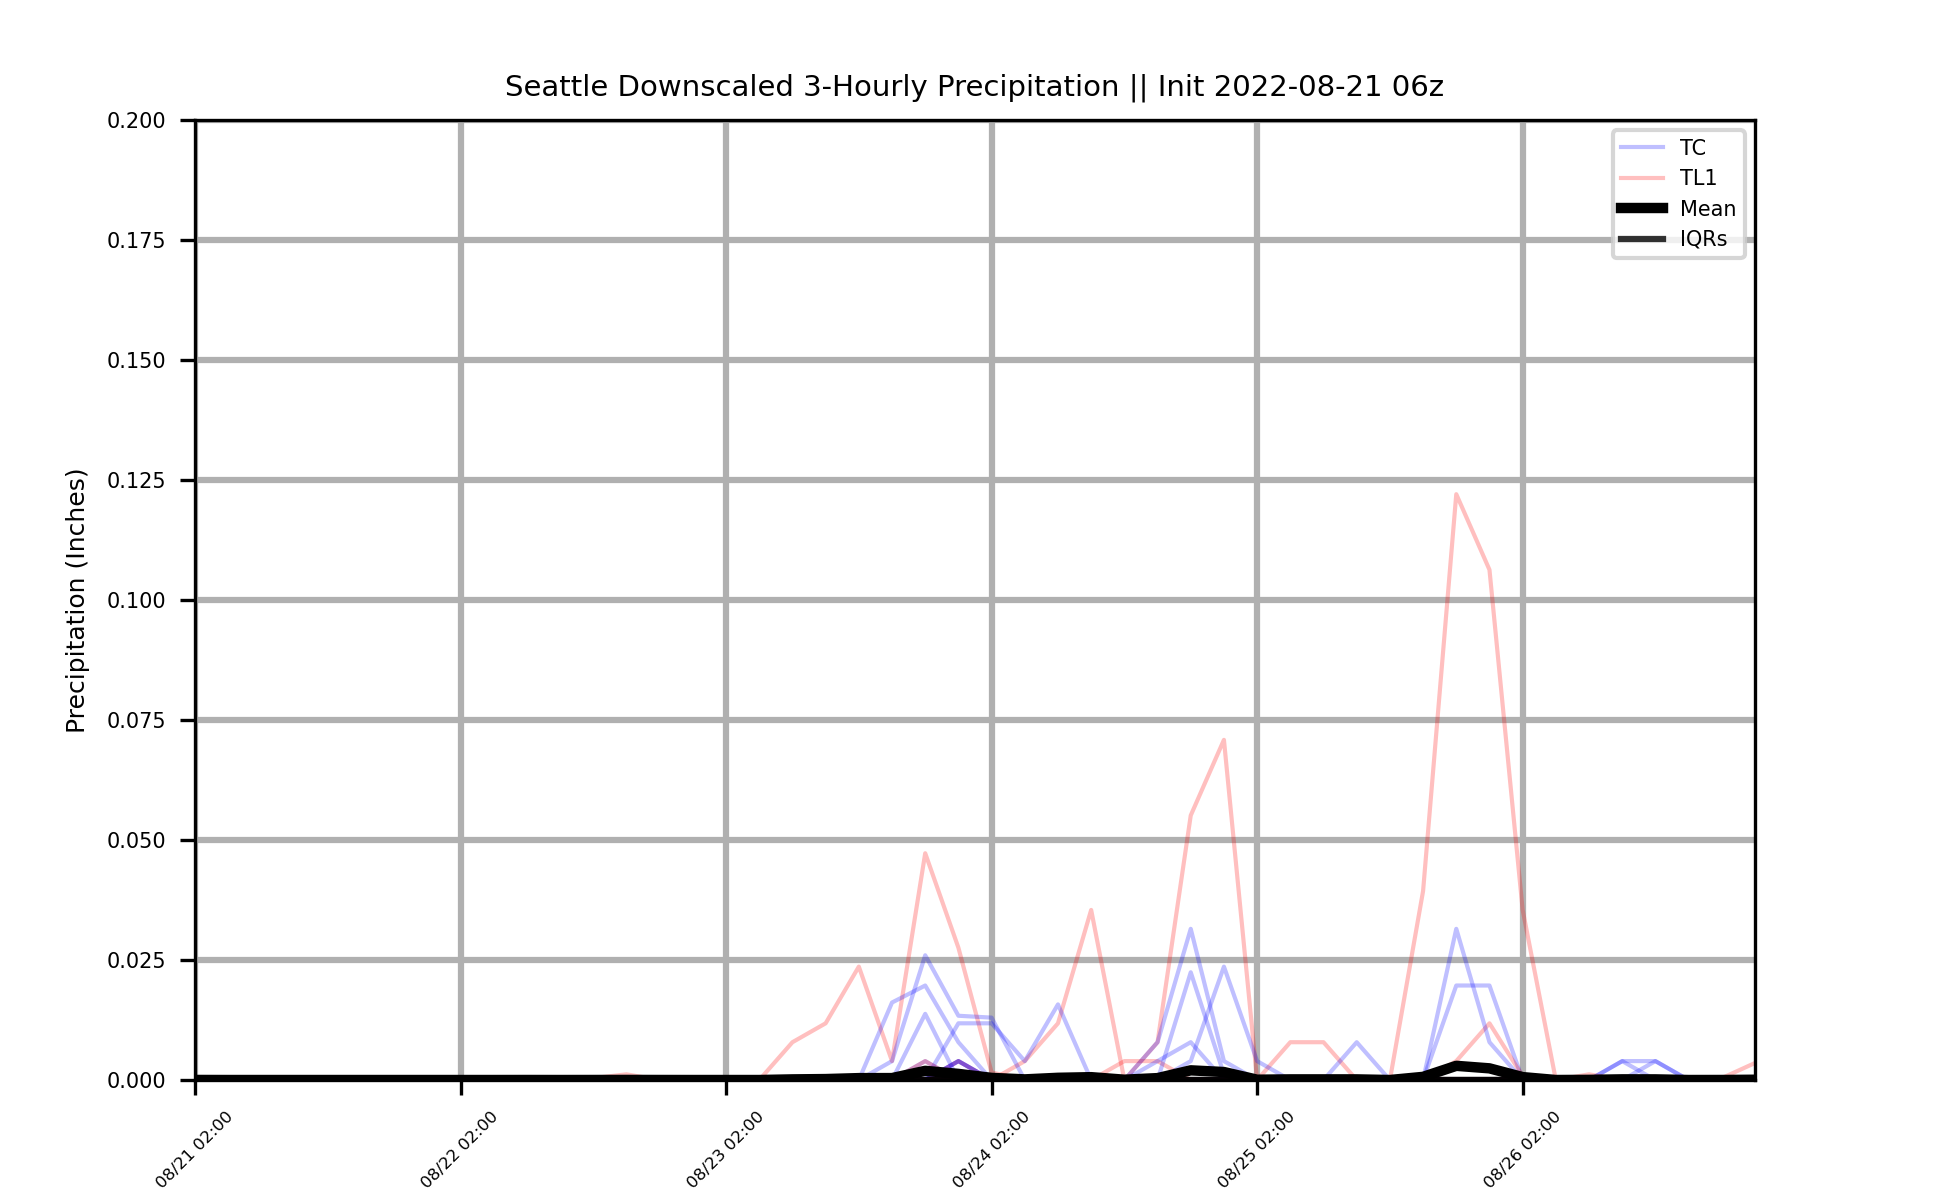 Seattle Downscaled 3-Hourly Precipitation || Init 2022-08-21 06z
TC
TL1
Mean
IQRs
Precipitation (Inches)
0.200
0.175
0.150
0.125
0.100
0.075
0.050
0.025
0.000
08/21 02:00
08/22 02:00
08/23 02:00
08/24 02:00
08/25 02:00
08/26 02:00